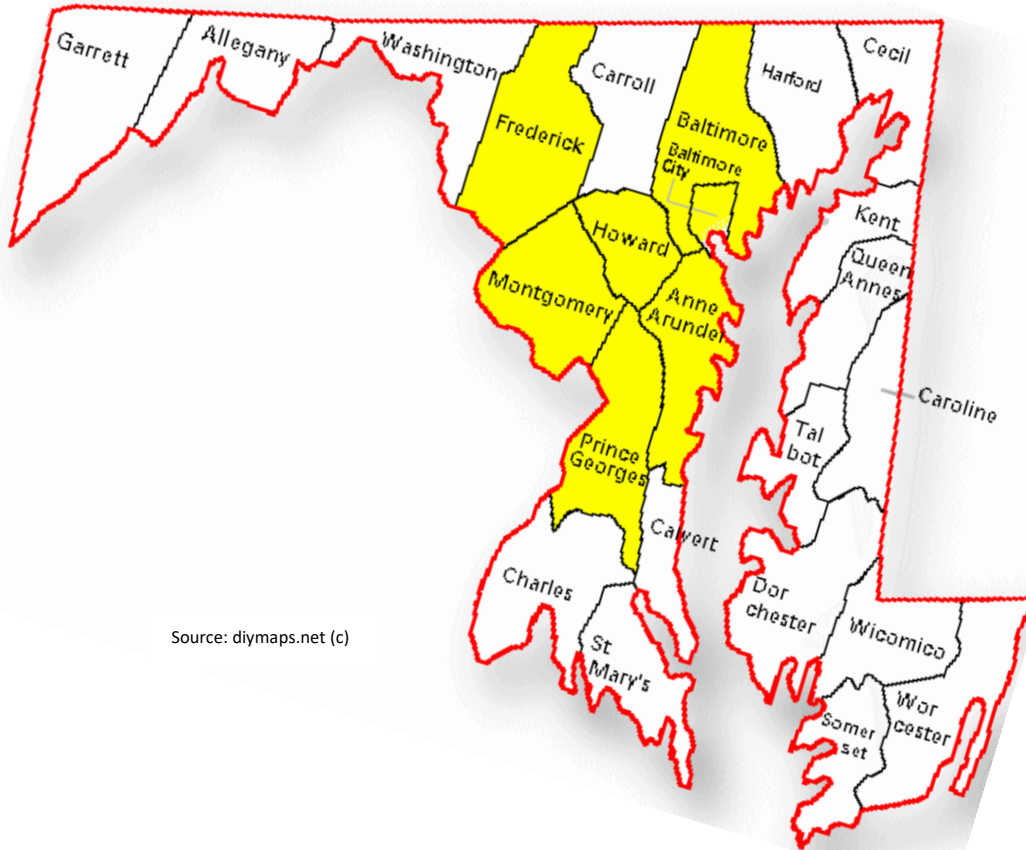 Garrett
Allegany
Washington
Frederick
Carroll
Baltimore
Baltimore
City
Harford
Cecil
Howard
Montgomery
Anne
Arundel
Prince
Georges
Kent
Queen
Annes
Caroline
Tal
bot
Calvert
Charles
St
Mary's
Dor
chester
Wicomico
Wor
cester
Somer
set
Source: diymaps.net (c)